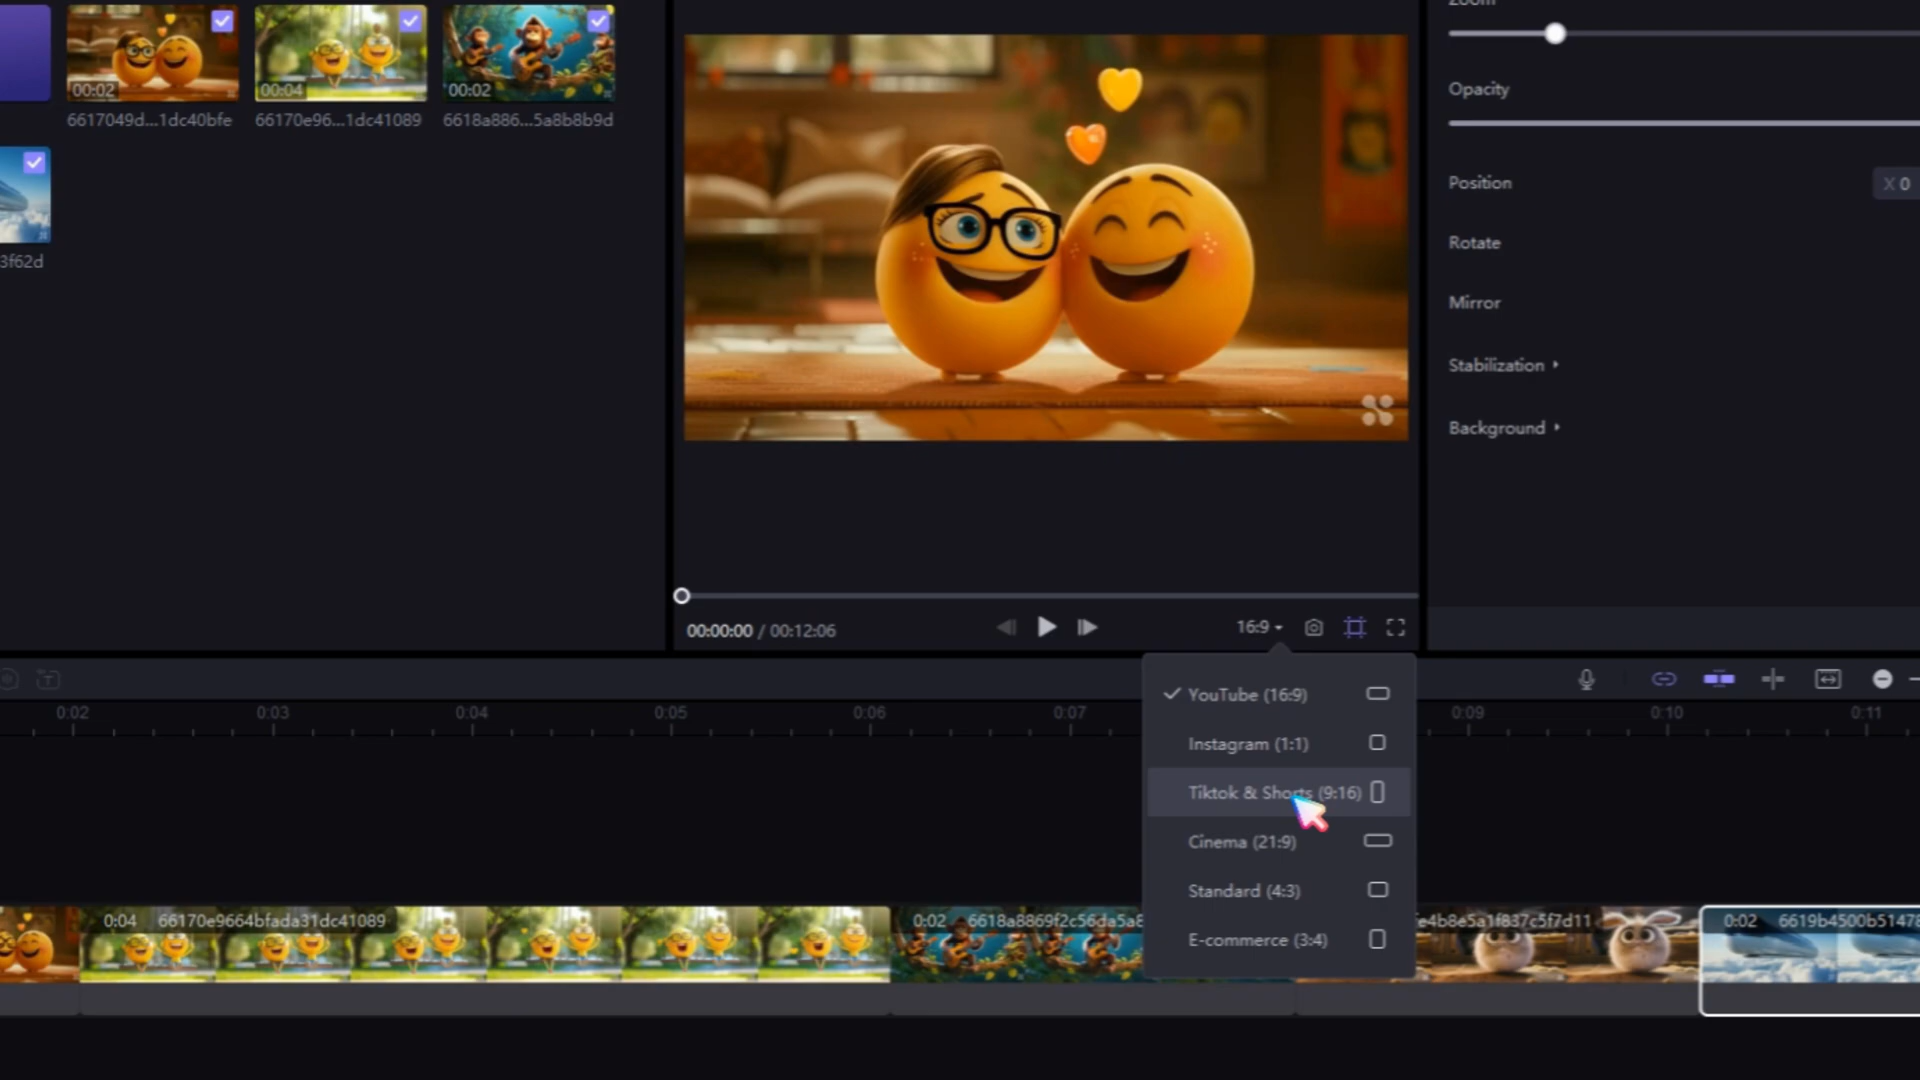 Zoom
00:02
00:04
00:02
6617049d...1dc40bfe
66170e96...1dc41089
6618a886...5a8b8b9d
3f62d
Opacity
Position
X 0
Rotate
Mirror
Stabilization
Background
00:00:00 / 00:12:06
16:9
YouTube (16:9)
Instagram (1:1)
Tiktok & Shorts (9:16)
Cinema (21:9)
Standard (4:3)
E-commerce (3:4)
0:02
0:03
0:04
0:05
0:06
0:07
0:09
0:10
0:11
0:04 66170e9664bfada31dc41089
0:02 6618a8869f2c56da5a8
e4b8e5a1f837c5f7d11
0:02 6619b4500b51478